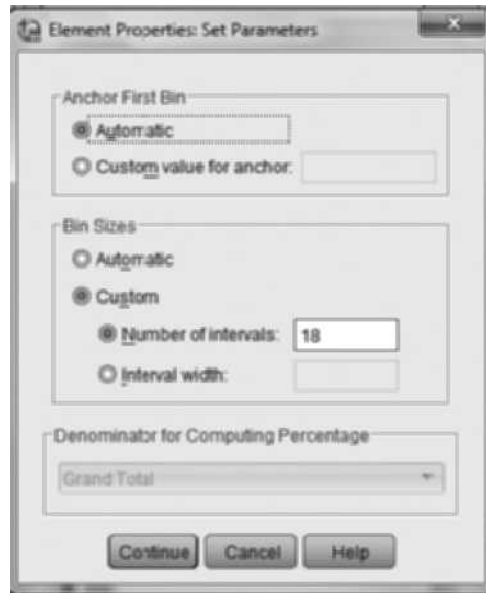 Element Properties: Set Parameters
Anchor First Bin
Automatic
Custom value for anchor:
Bin Sizes
Automatic
Custom
Number of intervals: 18
Interval width:
Denominator for Computing Percentage
Grand Total
Continue Cancel Help